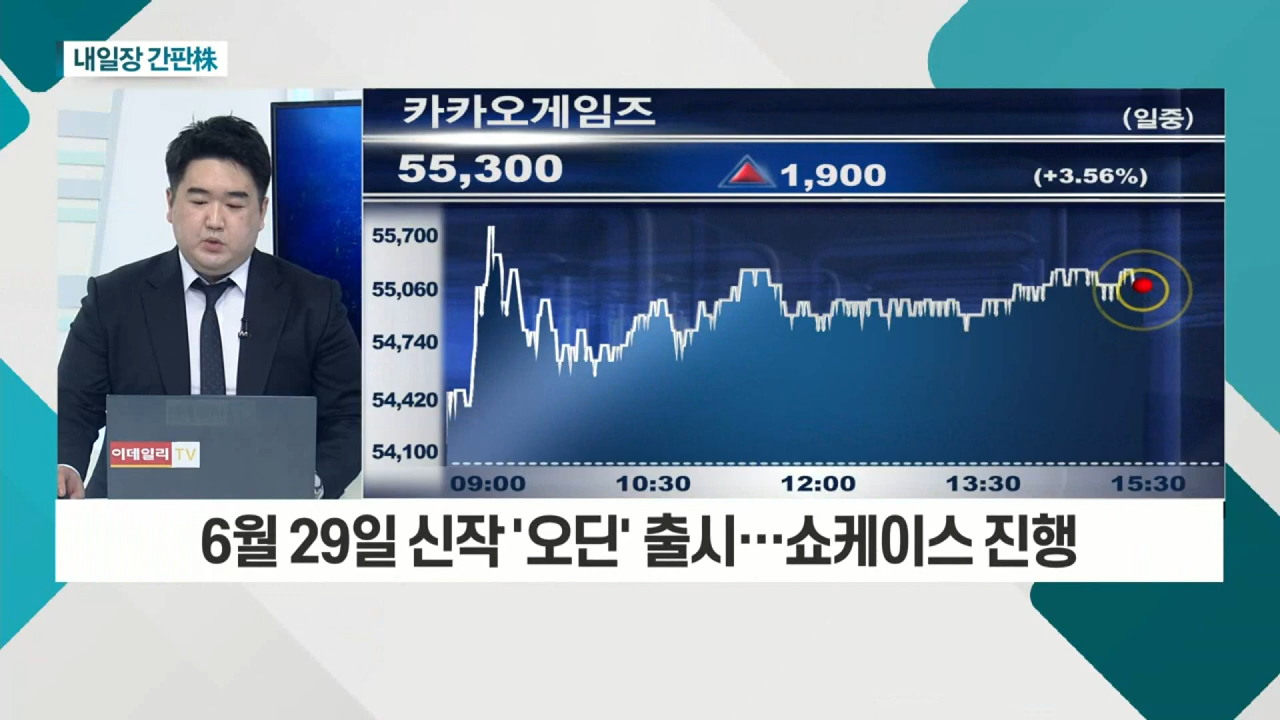 내일장 간판株
카카오게임즈
(일중)
55,300
1,900
(+3.56%)
55,700
55,060
54,740
54,420
54,100
09:00
10:30
12:00
13:30
15:30
이데일리 TV
6월 29일 신작 '오딘' 출시…쇼케이스 진행